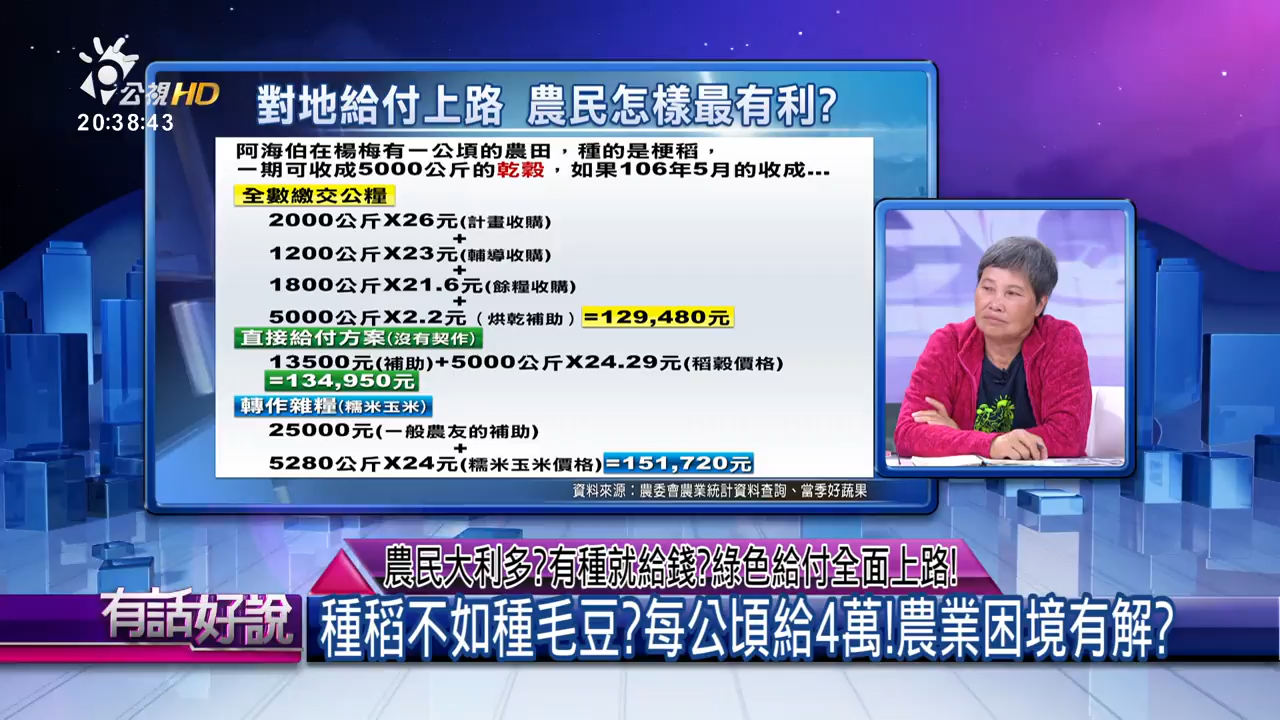 公視HD
20:38:43
對地給付上路 農民怎樣最有利?
阿海伯在楊梅有一公頃的農田，種的是梗稻，
一期可收成5000公斤的乾穀，如果106年5月的收成...
全數繳交公糧
2000公斤X26元(計畫收購)
+
1200公斤X23元(輔導收購)
+
1800公斤X21.6元(餘糧收購)
+
5000公斤X2.2元（烘乾補助）=129,480元
直接給付方案(沒有契作)
13500元(補助)+5000公斤X24.29元(稻穀價格)
=134,950元
轉作雜糧(糯米玉米)
25000元(一般農友的補助)
+
5280公斤X24元(糯米玉米價格)=151,720元
資料來源：農委會農業統計資料查詢、當季好蔬果
農民大利多?有種就給錢?綠色給付全面上路!
有話好說
種稻不如種毛豆?每公頃給4萬!農業困境有解?